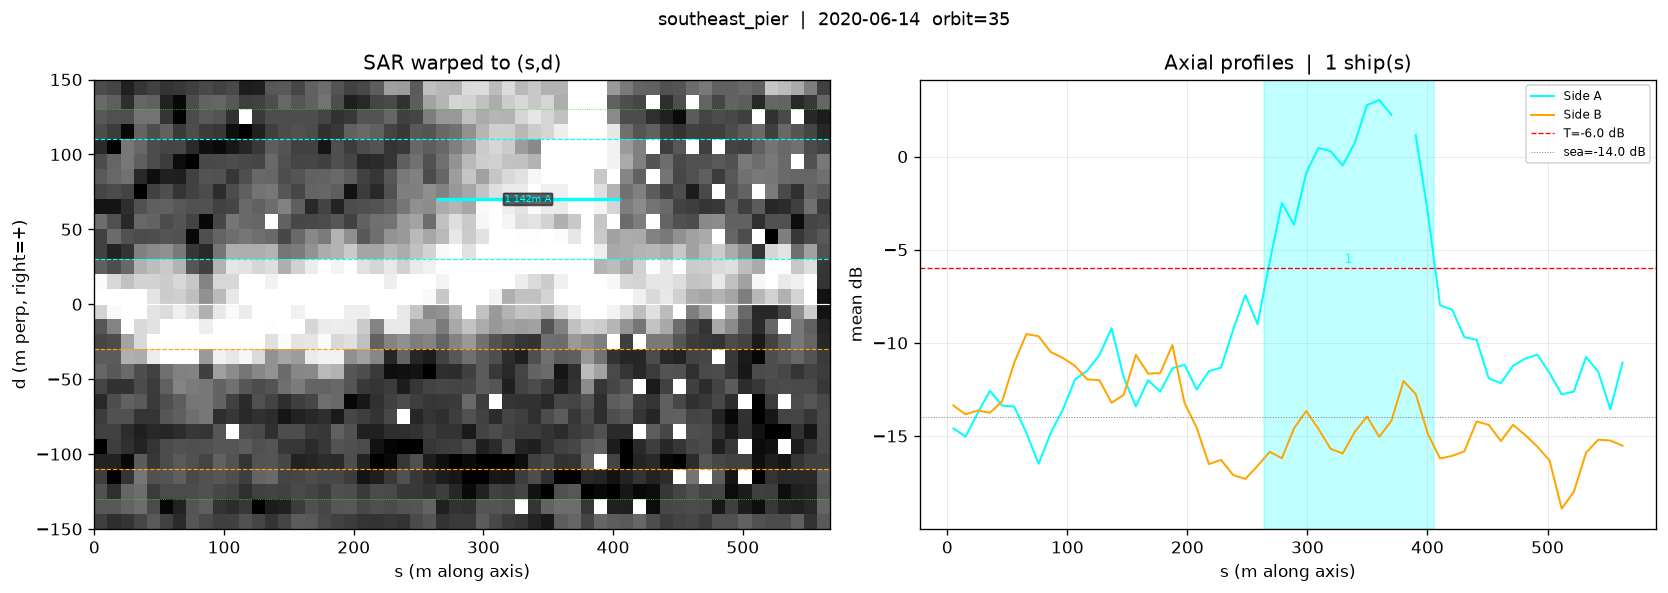 southeast_pier  |  2020-06-14  orbit=35
SAR warped to (s,d)
150
100
50
0
−50
−100
−150
d (m perp, right=+)
1 142m A
0
100
200
300
400
500
s (m along axis)
Axial profiles  |  1 ship(s)
0
−5
−10
−15
mean dB
1
Side A
Side B
T=-6.0 dB
sea=-14.0 dB
0
100
200
300
400
500
s (m along axis)